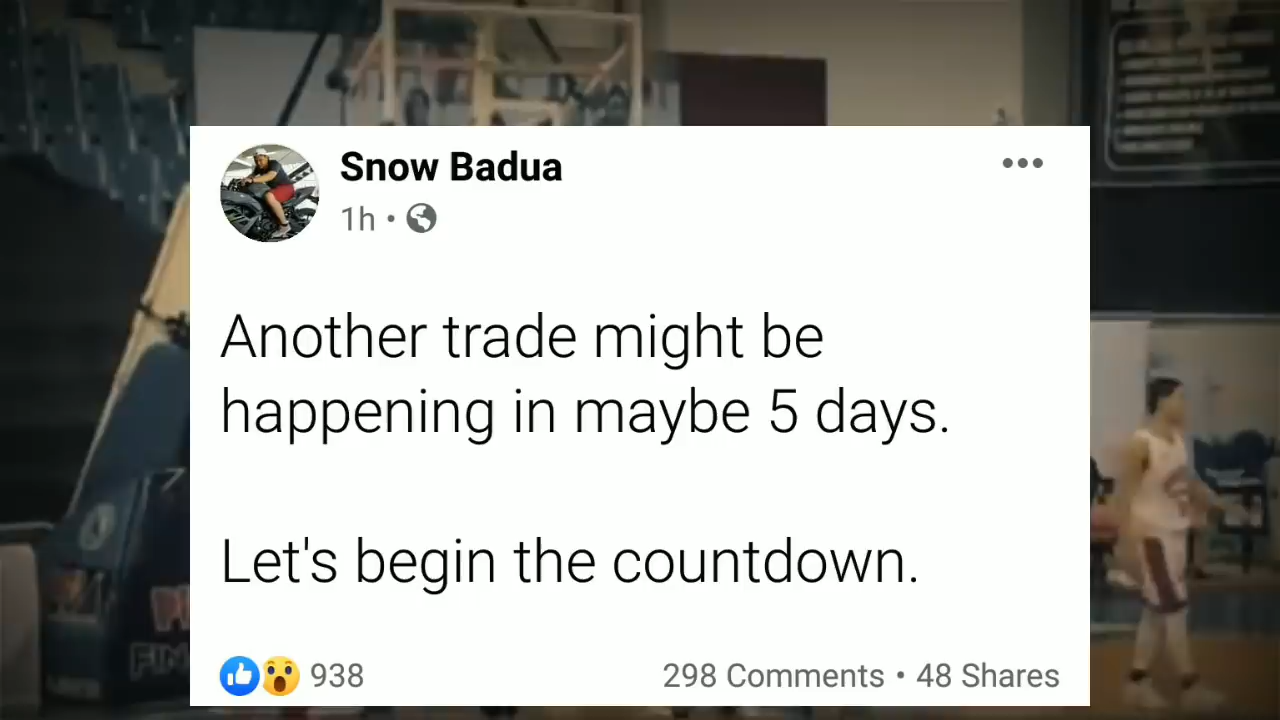 Snow Badua
1h •
Another trade might be
happening in maybe 5 days.
Let's begin the countdown.
938
298 Comments • 48 Shares